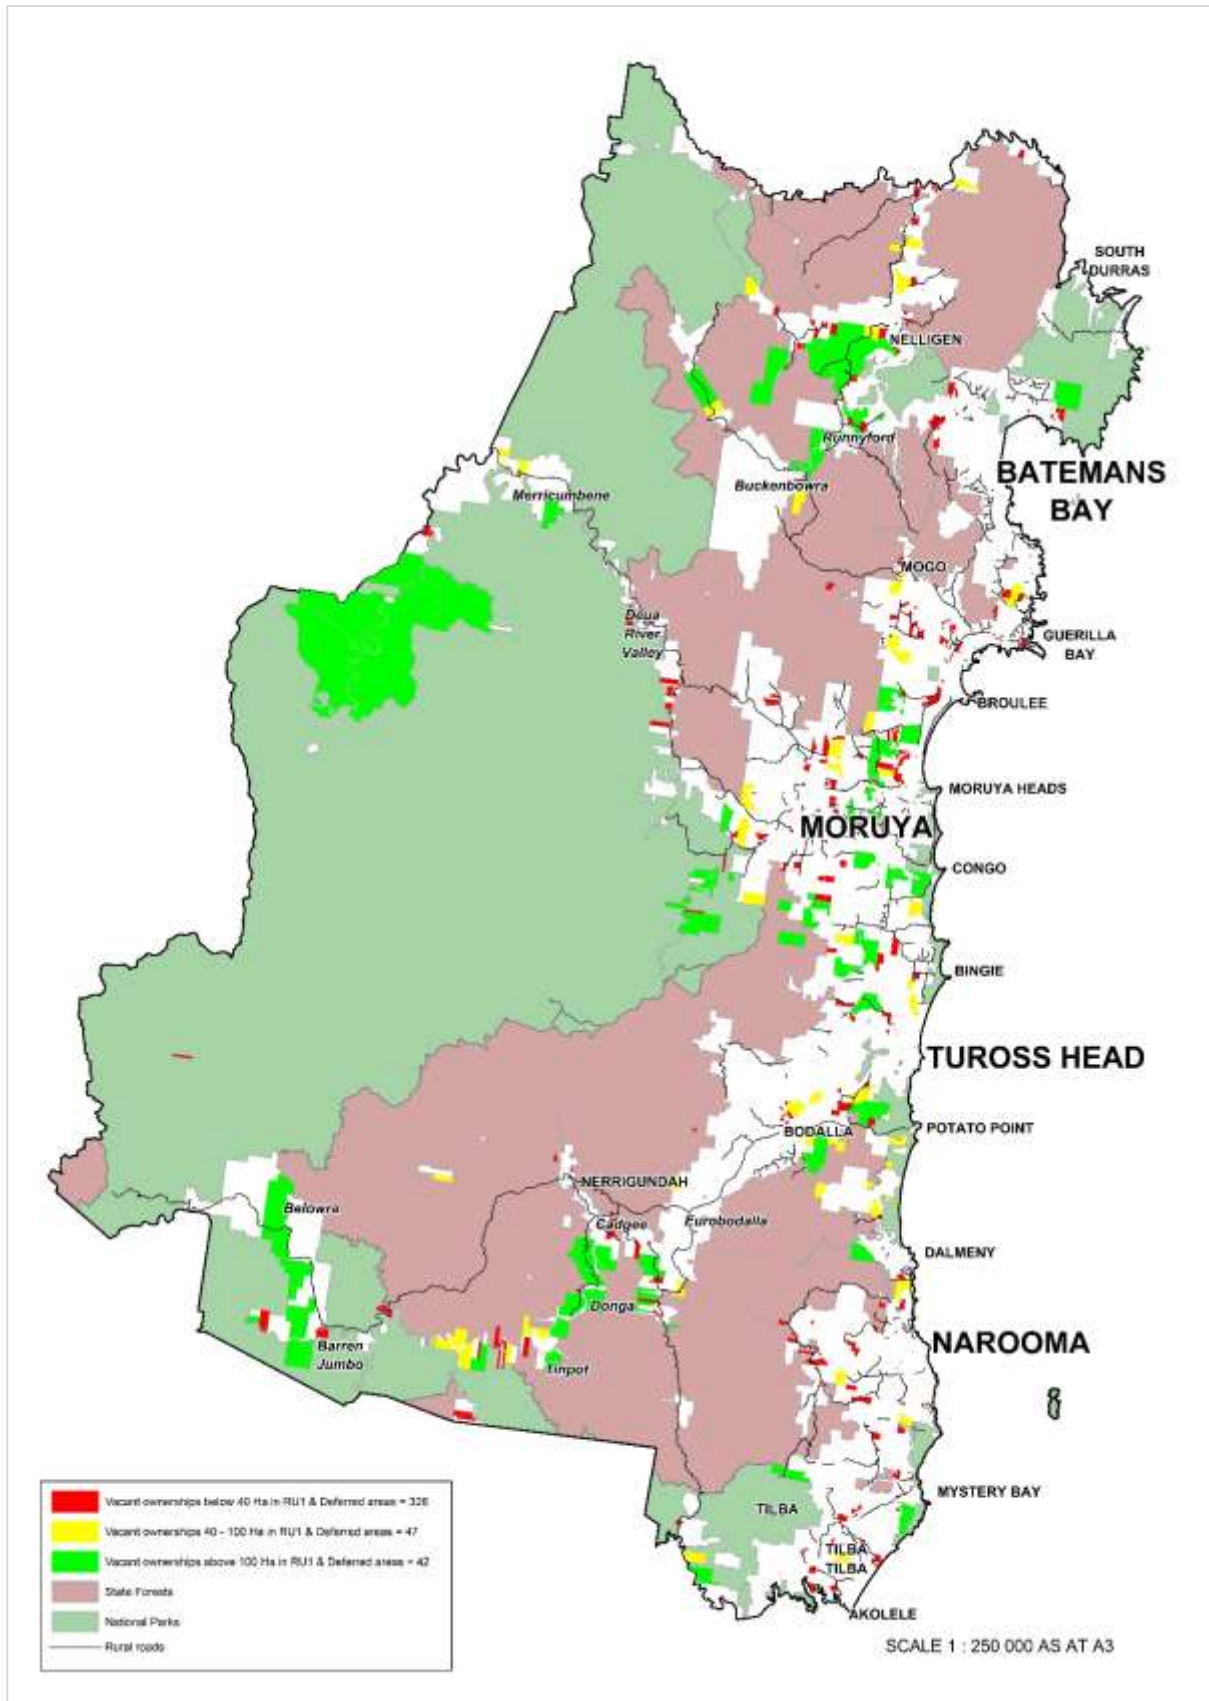 SOUTH
DURRAS
NELLIGEN
Runnyford
BATEMANS
BAY
Buckenbowra
Merricumbene
MOGO
Deua
River
Valley
GUERILLA
BAY
BROULEE
MORUYA HEADS
MORUYA
CONGO
BINGIE
TUROSS HEAD
BODALLA
POTATO POINT
NERRIGUNDAH
Belowra
Cadgee
Eurobodalla
DALMENY
Donga
NAROOMA
Barren
Jumbo
Tinpot
MYSTERY BAY
TILBA
TILBA
TILBA
AKOLELE
SCALE 1 : 250 000 AS AT A3
Vacant ownerships below 40 Ha in RU1 & Deferred areas = 326
Vacant ownerships 40 - 100 Ha in RU1 & Deferred areas = 47
Vacant ownerships above 100 Ha in RU1 & Deferred areas = 42
State Forests
National Parks
Rural roads